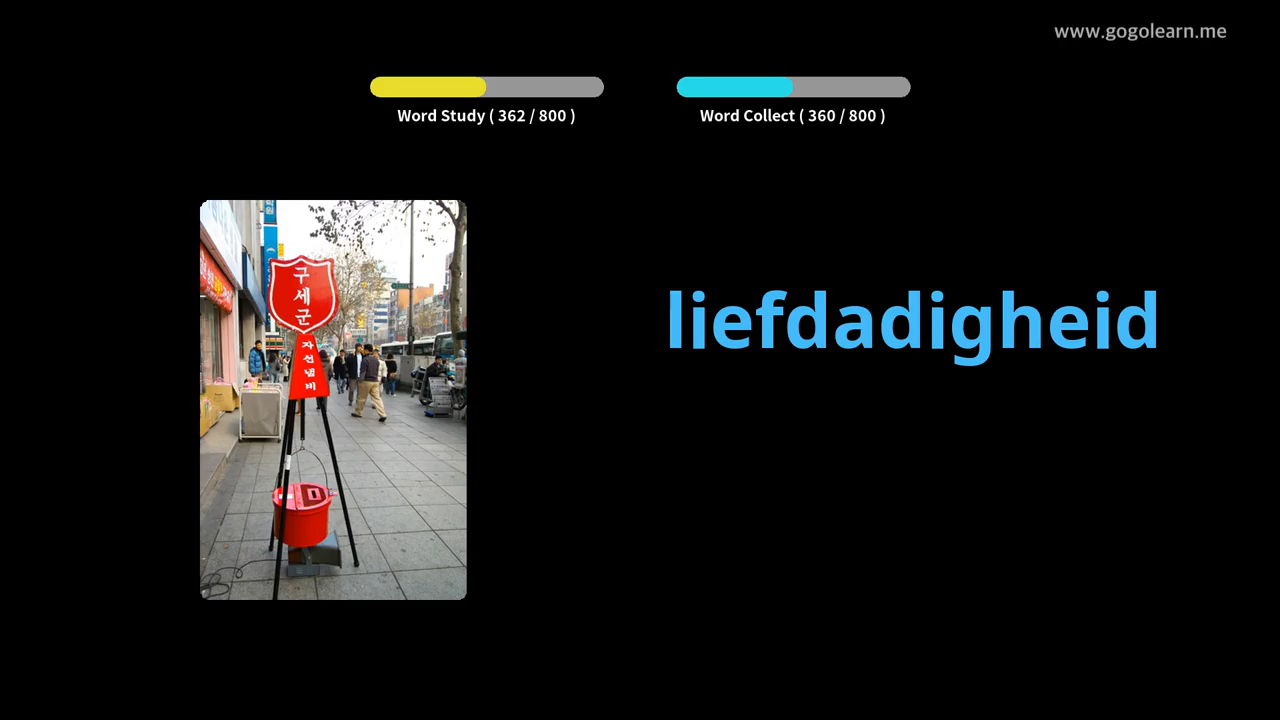 www.gogolearn.me
Word Study ( 362 / 800 )
Word Collect ( 360 / 800 )
구세군
자선냄비
liefdadigheid